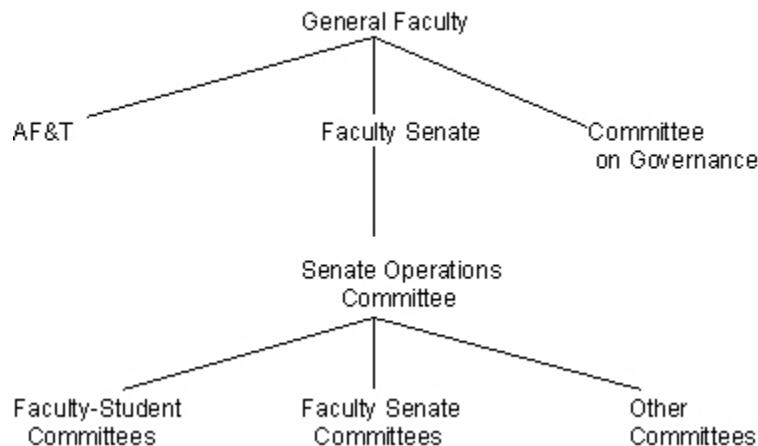 General Faculty
AF&T
Faculty Senate
Committee
on Governance
Senate Operations
Committee
Faculty-Student
Committees
Faculty Senate
Committees
Other
Committees